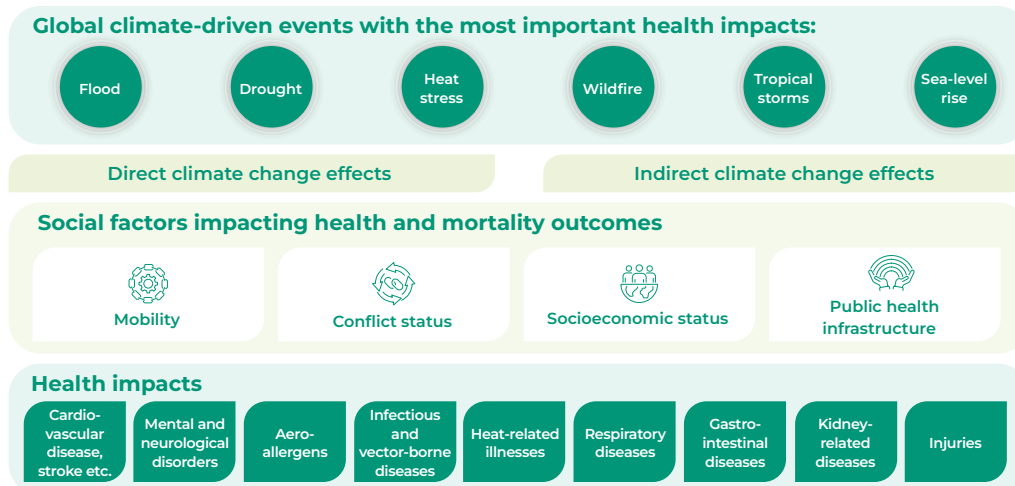 Global climate-driven events with the most important health impacts:
Flood
Drought
Heat
stress
Wildfire
Tropical
storms
Sea-level
rise
Direct climate change effects
Indirect climate change effects
Social factors impacting health and mortality outcomes
Mobility
Conflict status
Socioeconomic status
Public health
infrastructure
Health impacts
Cardio-
vascular
disease,
stroke etc.
Mental and
neurological
disorders
Aero-
allergens
Infectious
and
vector-borne
diseases
Heat-related
illnesses
Respiratory
diseases
Gastro-
intestinal
diseases
Kidney-
related
diseases
Injuries